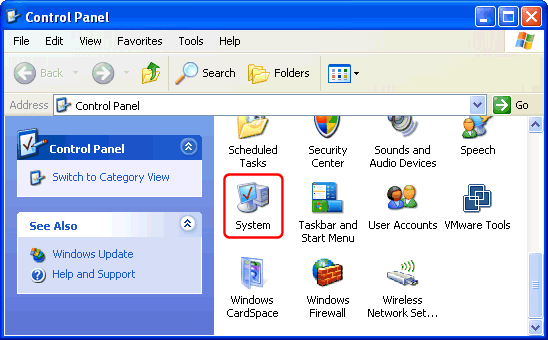 Control Panel
File Edit View Favorites Tools Help
Back Search Folders
Address Control Panel Go
Control Panel
Switch to Category View
See Also
Windows Update
Help and Support
Scheduled Tasks
Security Center
Sounds and Audio Devices
Speech
System
Taskbar and Start Menu
User Accounts
VMware Tools
Windows CardSpace
Windows Firewall
Wireless Network Set...